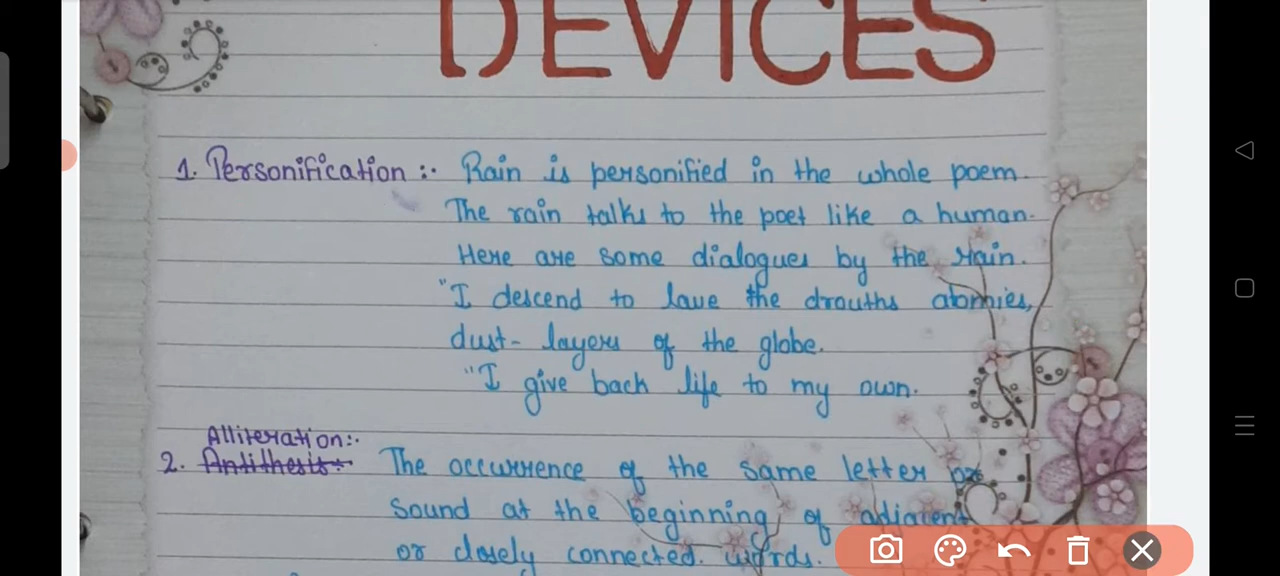 DEVICES
1. Personification :- Rain is personified in the whole poem.
The rain talks to the poet like a human.
Here are some dialogues by the rain.
"I descend to lave the drouths atomies,
dust- layers of the globe.
"I give back life to my own.
Alliteration:-
2. Antithesis:- The occurrence of the same letter or
sound at the beginning of adjacent
or closely connected words.